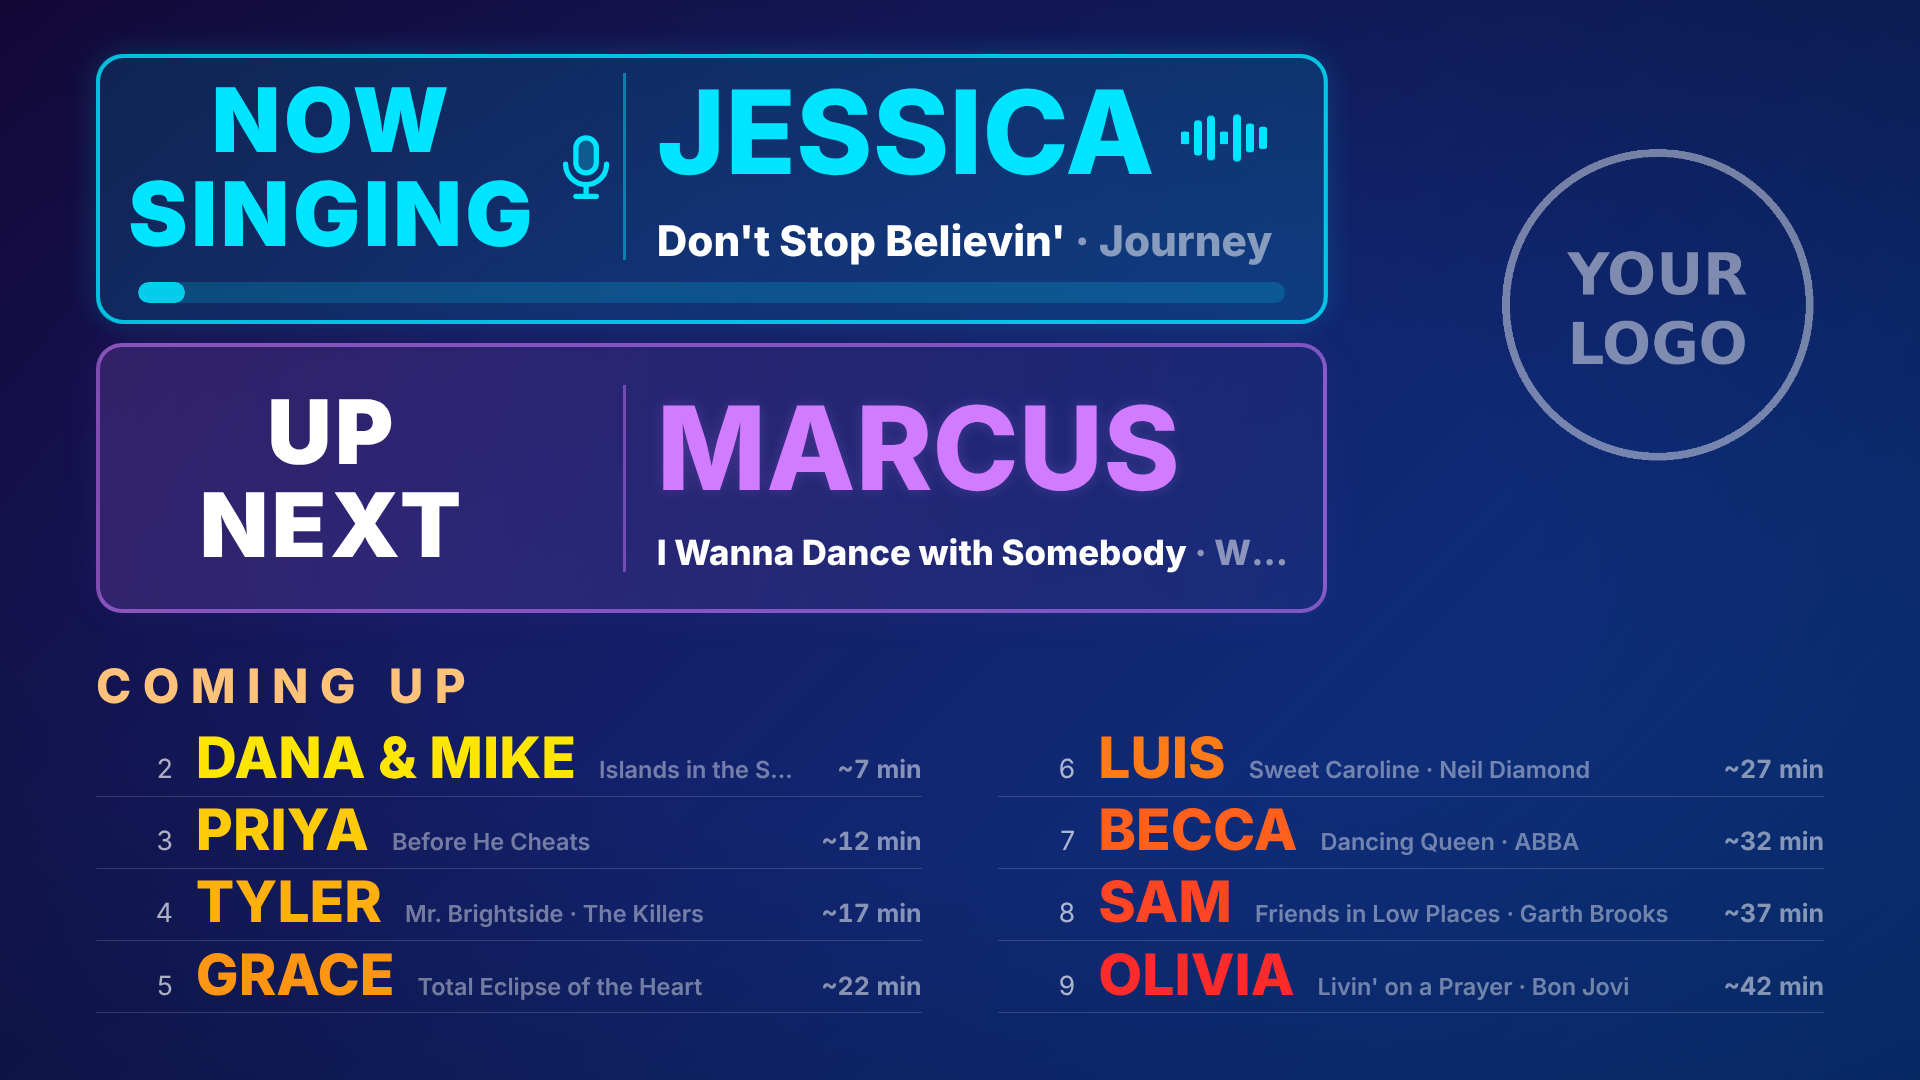 NOW
SINGING
JESSICA
Don't Stop Believin' · Journey
YOUR
LOGO
UP
NEXT
MARCUS
I Wanna Dance with Somebody · W...
COMING UP
2 DANA & MIKE Islands in the S... ~7 min
3 PRIYA Before He Cheats ~12 min
4 TYLER Mr. Brightside · The Killers ~17 min
5 GRACE Total Eclipse of the Heart ~22 min
6 LUIS Sweet Caroline · Neil Diamond ~27 min
7 BECCA Dancing Queen · ABBA ~32 min
8 SAM Friends in Low Places · Garth Brooks ~37 min
9 OLIVIA Livin' on a Prayer · Bon Jovi ~42 min